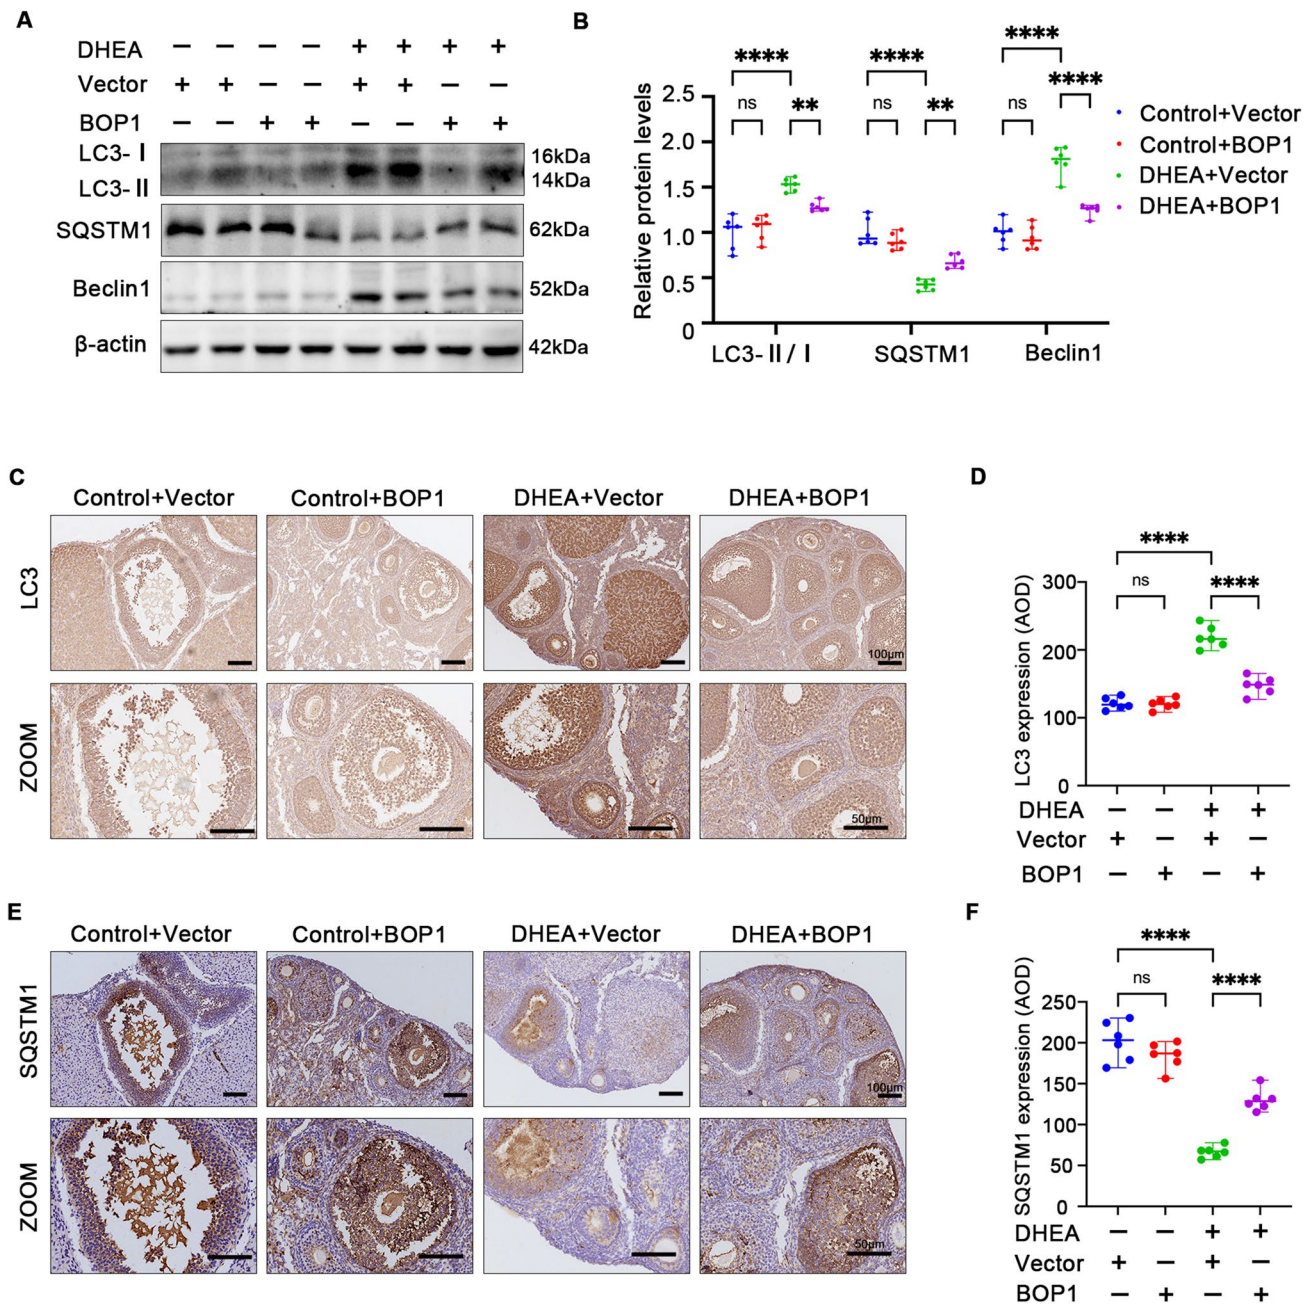 A
DHEA − − − − + + + +
Vector + + − − + + − −
BOP1 − − + + − − + +
LC3- Ⅰ 16kDa
LC3-Ⅱ 14kDa
SQSTM1 62kDa
Beclin1 52kDa
β-actin 42kDa
B
Relative protein levels
2.5
2.0
1.5
1.0
0.5
0
**** **** ****
ns ** ns ** ns ****
LC3-Ⅱ/Ⅰ SQSTM1 Beclin1
Control+Vector
Control+BOP1
DHEA+Vector
DHEA+BOP1
C
Control+Vector Control+BOP1 DHEA+Vector DHEA+BOP1
LC3
100μm
ZOOM
50μm
D
LC3 expression (AOD)
300
200
100
0
****
ns ****
DHEA − − + +
Vector + − + −
BOP1 − + − +
E
Control+Vector Control+BOP1 DHEA+Vector DHEA+BOP1
SQSTM1
100μm
ZOOM
50μm
F
SQSTM1 expression (AOD)
250
200
150
100
50
0
****
ns ****
DHEA − − + +
Vector + − + −
BOP1 − + − +